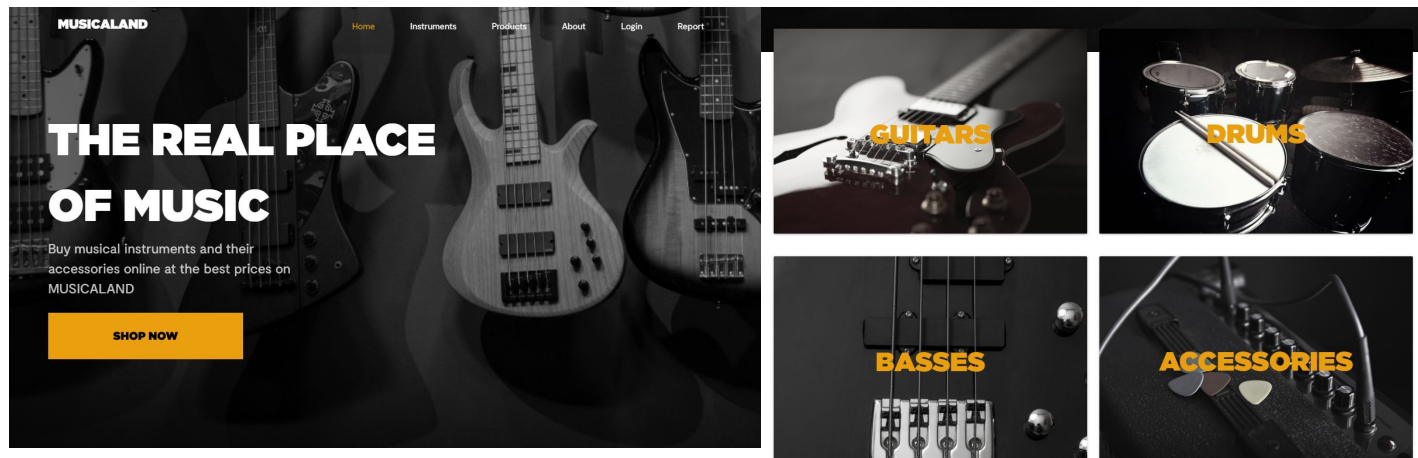 MUSICALAND
Home Instruments Products About Login Report
THE REAL PLACE
OF MUSIC
Buy musical instruments and their
accessories online at the best prices on
MUSICALAND
SHOP NOW
GUITARS
DRUMS
BASSES
ACCESSORIES